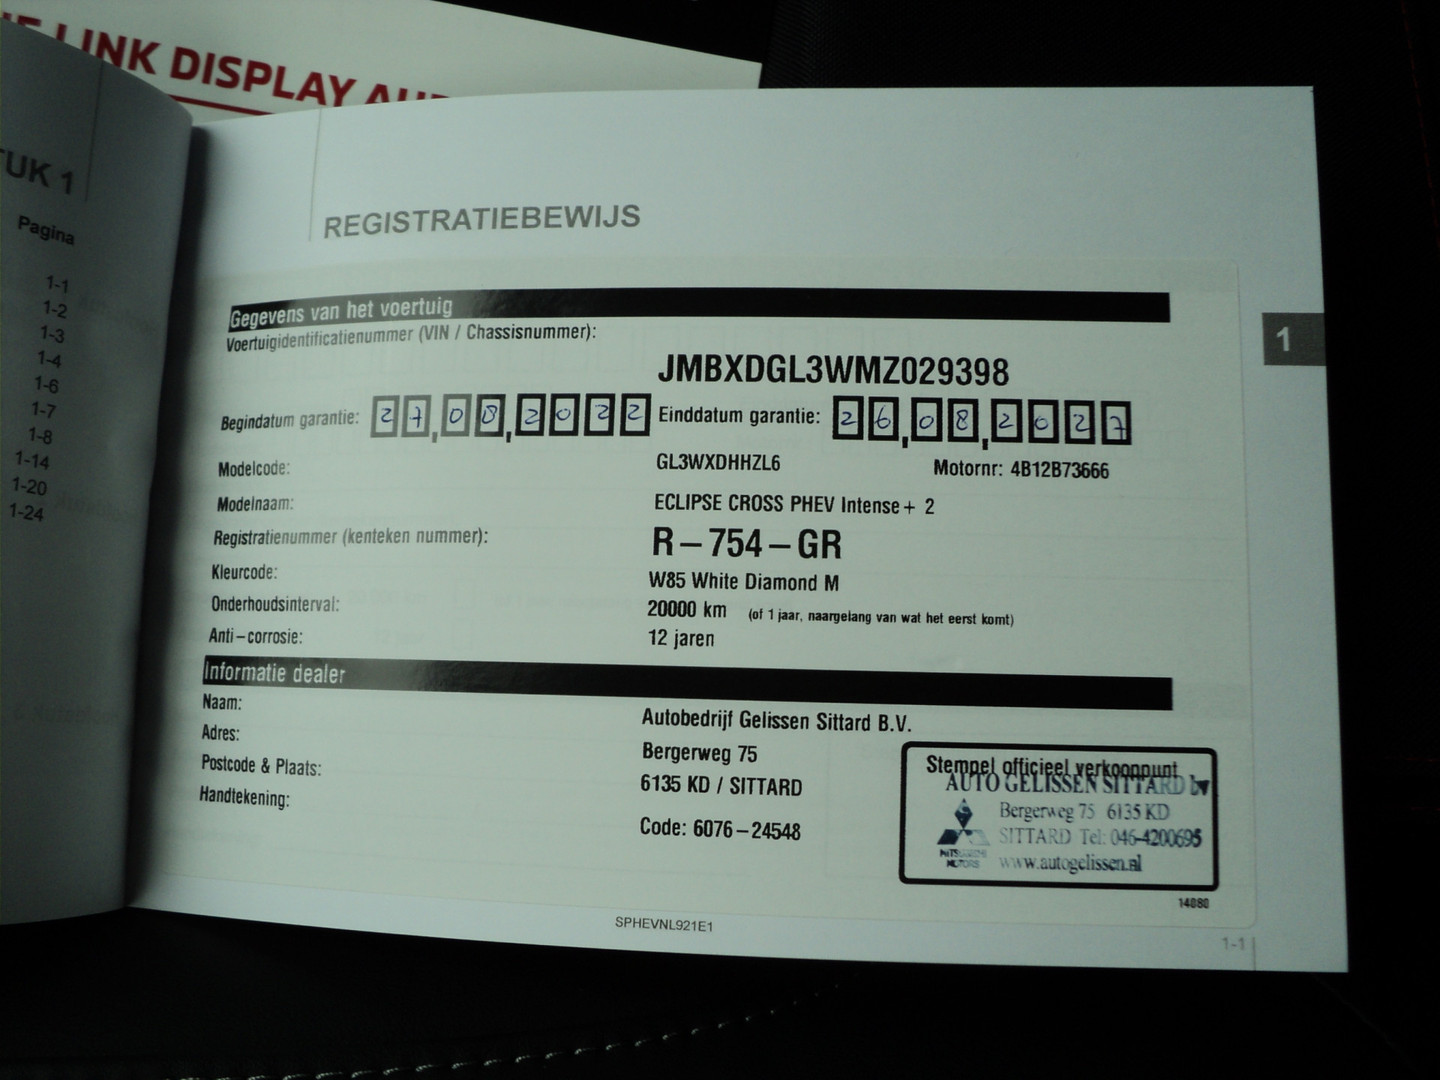 LINK DISPLAY
TUK 1
Pagina
1-1
1-2
1-3
1-4
1-6
1-7
1-8
1-14
1-20
1-24
REGISTRATIEBEWIJS
1
Gegevens van het voertuig
Voertuigidentificatienummer (VIN / Chassisnummer):
JMBXDGL3WMZ029398
Begindatum garantie: 27,08,2022 Einddatum garantie: 26,08,2027
Modelcode: GL3WXDHHZL6 Motornr: 4B12B73666
Modelnaam: ECLIPSE CROSS PHEV Intense+ 2
Registratienummer (kenteken nummer): R-754-GR
Kleurcode: W85 White Diamond M
Onderhoudsinterval: 20000 km (of 1 jaar, naargelang van wat het eerst komt)
Anti-corrosie: 12 jaren
Informatie dealer
Naam: Autobedrijf Gelissen Sittard B.V.
Adres: Bergerweg 75
Postcode & Plaats: 6135 KD / SITTARD
Handtekening:
Code: 6076-24548
Stempel officieel verkooppunt
AUTO GELISSEN SITTARD bv
Bergerweg 75 6135 KD
SITTARD Tel: 046-4200695
www.autogelissen.nl
MITSUBISHI
MOTORS
14080
SPHEVNL921E1
1-1